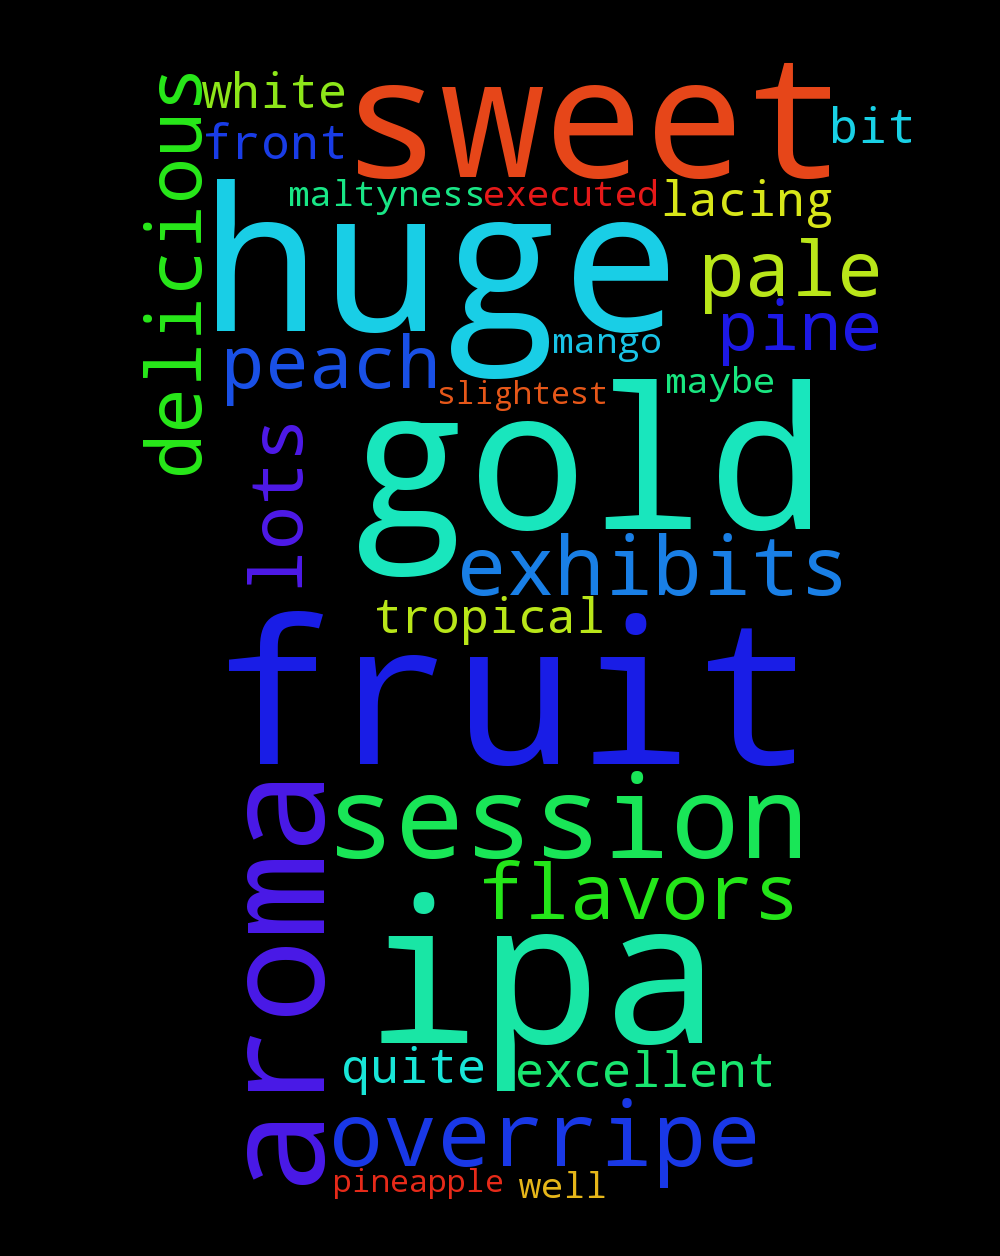 delicious
white
sweet
bit
front
maltyness
executed
lacing
huge
pale
pine
peach
mango
slightest
maybe
lots
gold
exhibits
tropical
fruit
aroma
session
flavors
ipa
quite
excellent
overripe
pineapple
well